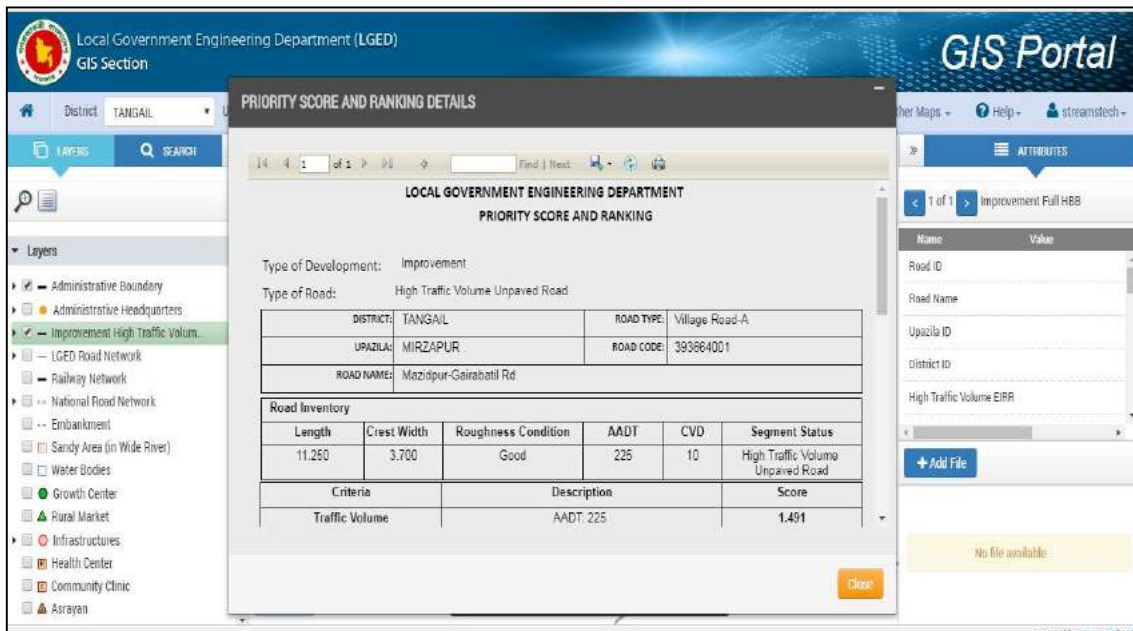 Local Government Engineering Department (LGED)
GIS Section
GIS Portal
District TANGAIL
Help
streamstech
LAYERS
SEARCH
Layers
Administrative Boundary
Administrative Headquarters
Improvement High Traffic Volum...
LGED Road Network
Railway Network
National Road Network
Embankment
Sandy Area (in Wide River)
Water Bodies
Growth Center
Rural Market
Infrastructures
Health Center
Community Clinic
Asrayan
PRIORITY SCORE AND RANKING DETAILS
1 of 1 Find | Next
LOCAL GOVERNMENT ENGINEERING DEPARTMENT
PRIORITY SCORE AND RANKING
Type of Development: Improvement
Type of Road: High Traffic Volume Unpaved Road
DISTRICT: TANGAIL ROAD TYPE: Village Road-A
UPAZILA: MIRZAPUR ROAD CODE: 393664001
ROAD NAME: Mazidpur-Gairabatil Rd
Road Inventory
Length Crest Width Roughness Condition AADT CVD Segment Status
11.250 3.700 Good 225 10 High Traffic Volume
Unpaved Road
Criteria Description Score
Traffic Volume AADT: 225 1.491
Close
ATTRIBUTES
1 of 1 Improvement Full HBB
Name Value
Road ID
Road Name
Upazila ID
District ID
High Traffic Volume EIRR
+ Add File
No file available